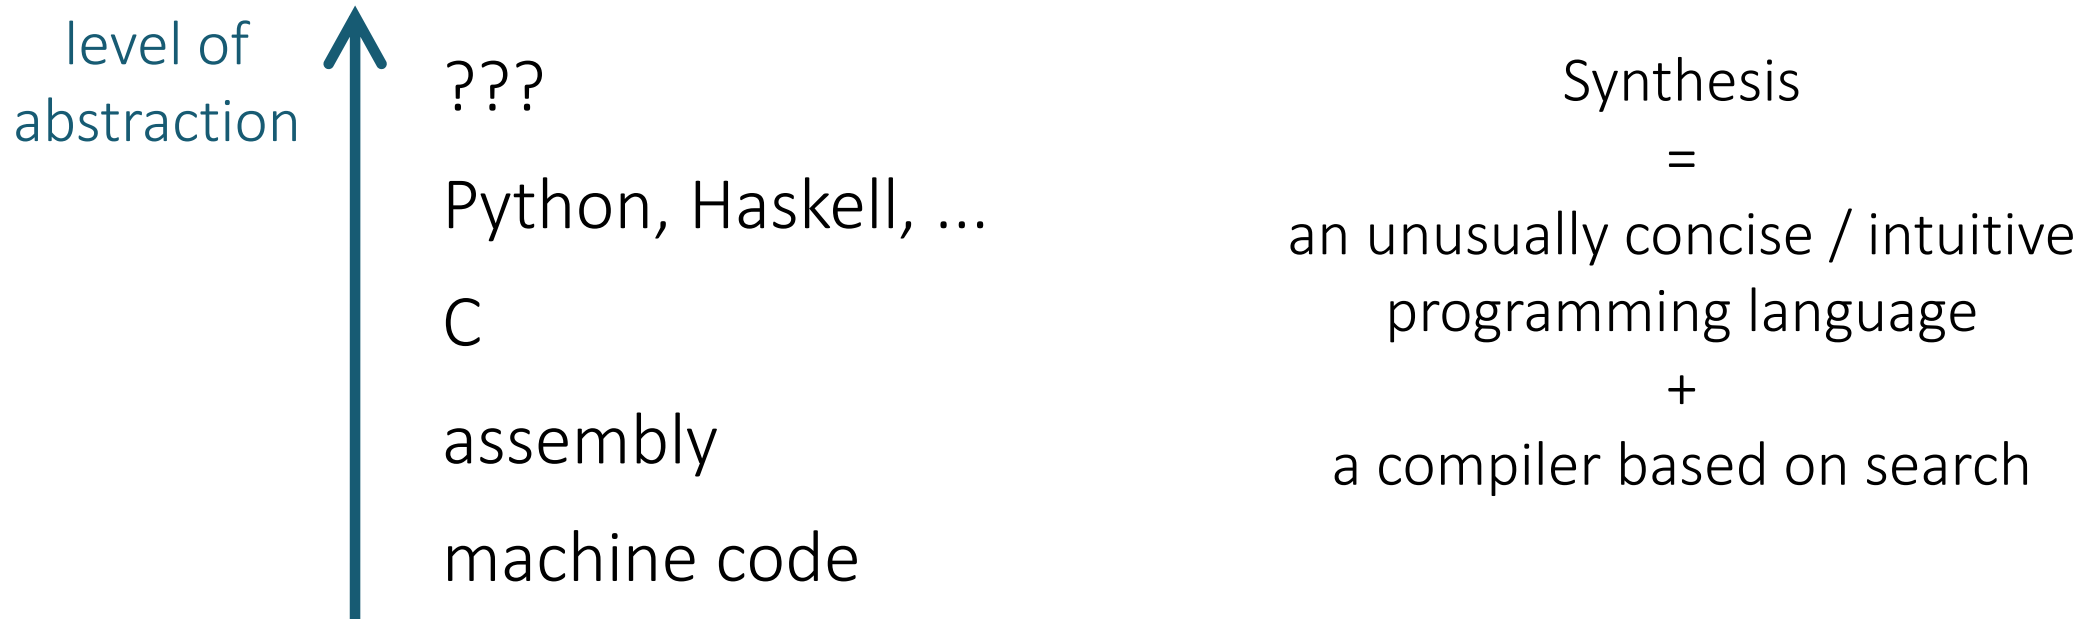 level of
abstraction
???
Python, Haskell, ...
C
assembly
machine code
Synthesis
=
an unusually concise / intuitive
programming language
+
a compiler based on search